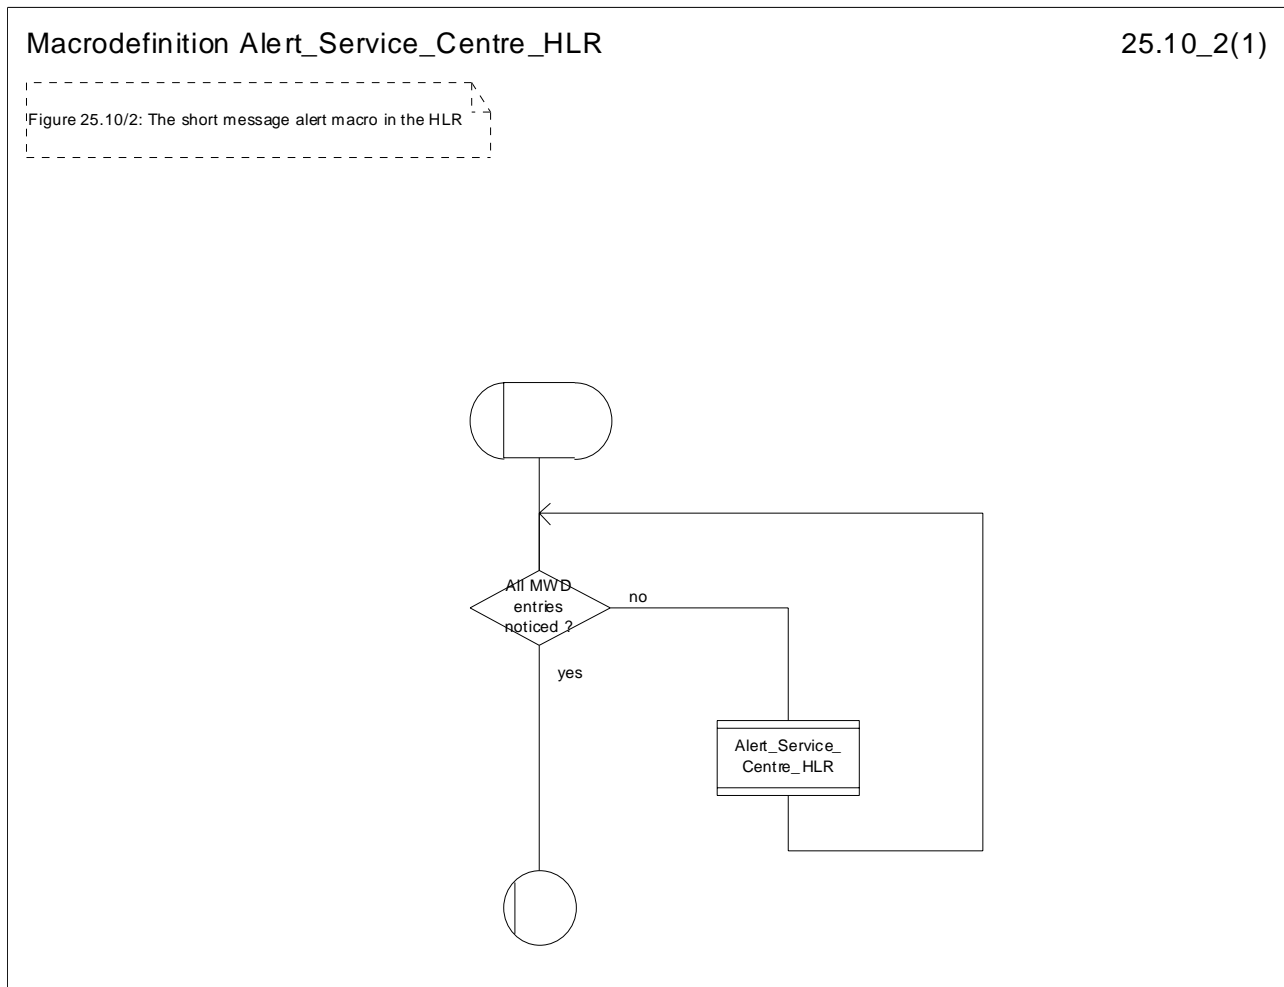 Macrodefinition Alert_Service_Centre_HLR
25.10_2(1)
Figure 25.10/2: The short message alert macro in the HLR
All MWD
entries
noticed ?
no
yes
Alert_Service_
Centre_HLR